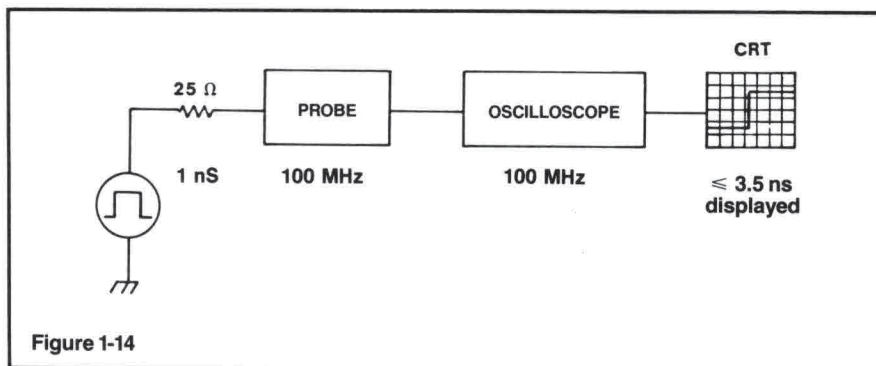 CRT
25 Ω
PROBE
OSCILLOSCOPE
1 nS
100 MHz
100 MHz
≤ 3.5 ns
displayed
Figure 1-14